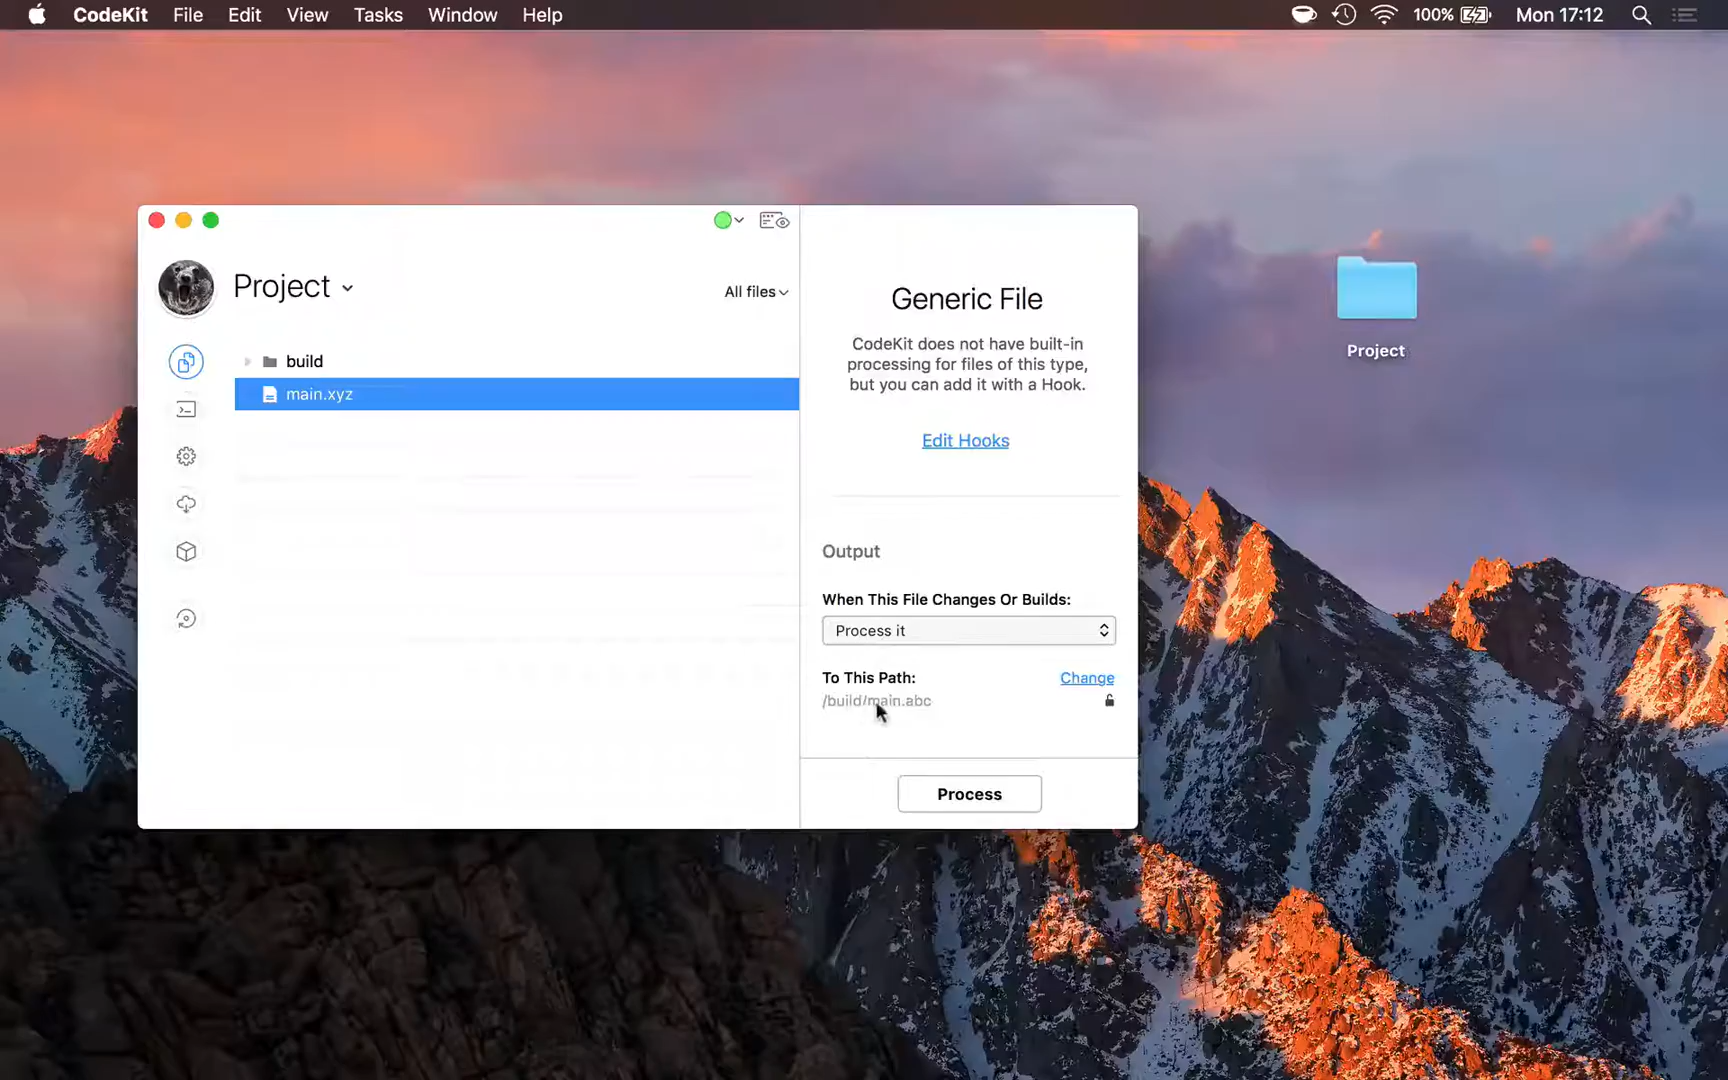 CodeKit File Edit View Tasks Window Help 100% Mon 17:12
Project
All files
build
main.xyz
Generic File
CodeKit does not have built-in
processing for files of this type,
but you can add it with a Hook.
Edit Hooks
Output
When This File Changes Or Builds:
Process it
To This Path: Change
/build/main.abc
Process
Project